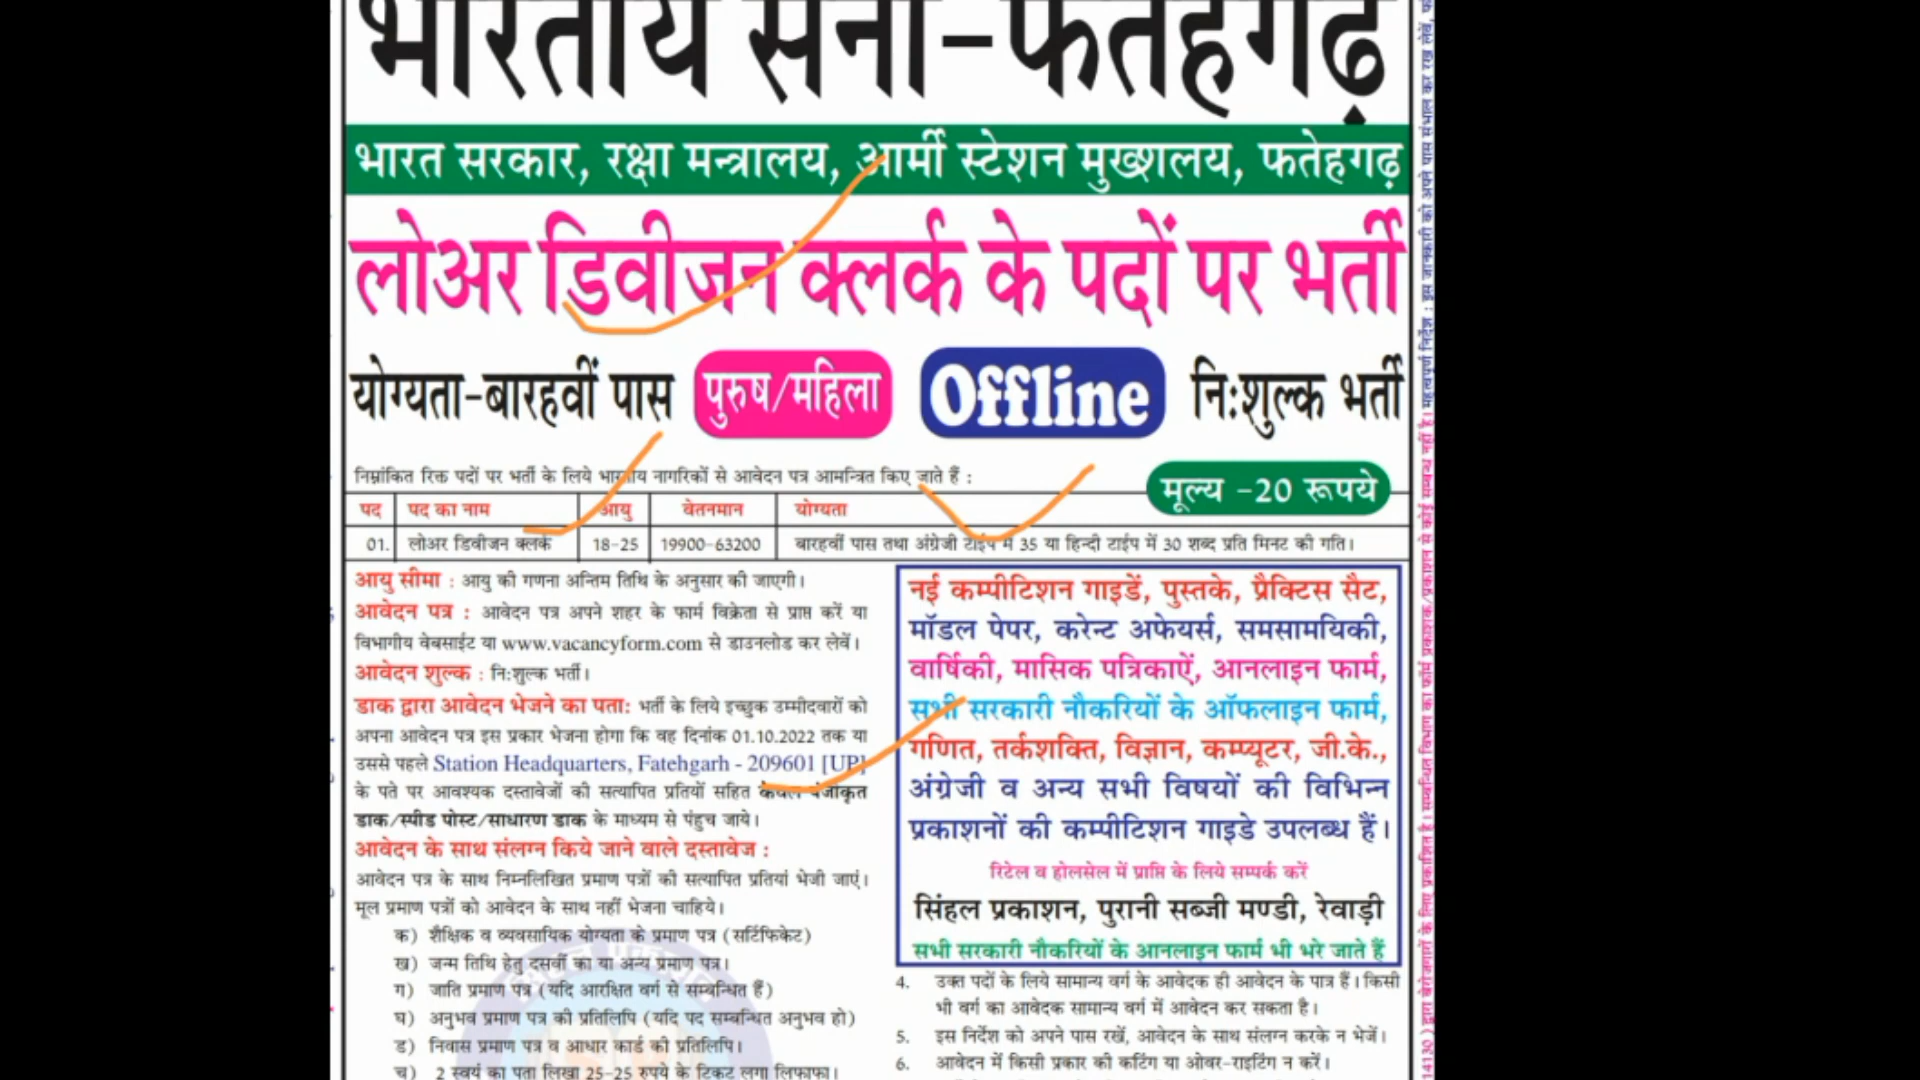 भारतीय सेना-फतेहगढ़
भारत सरकार, रक्षा मन्त्रालय, आर्मी स्टेशन मुख्शलय, फतेहगढ़
लोअर डिवीजन क्लर्क के पदों पर भर्ती
योग्यता-बारहवीं पास पुरुष/महिला Offline नि:शुल्क भर्ती
निम्नांकित रिक्त पदों पर भर्ती के लिये भारतीय नागरिकों से आवेदन पत्र आमन्त्रित किए जाते हैं :
मूल्य -20 रूपये
पद पद का नाम आयु वेतनमान योग्यता
01. लोअर डिवीजन क्लर्क 18-25 19900-63200 बारहवीं पास तथा अंग्रेजी टाईप में 35 या हिन्दी टाईप में 30 शब्द प्रति मिनट की गति।
आयु सीमा : आयु की गणना अन्तिम तिथि के अनुसार की जाएगी।
आवेदन पत्र : आवेदन पत्र अपने शहर के फार्म विक्रेता से प्राप्त करें या
विभागीय वेबसाईट या www.vacancyform.com से डाउनलोड कर लेवें।
आवेदन शुल्क : नि:शुल्क भर्ती।
डाक द्वारा आवेदन भेजने का पता: भर्ती के लिये इच्छुक उम्मीदवारों को
अपना आवेदन पत्र इस प्रकार भेजना होगा कि वह दिनांक 01.10.2022 तक या
उससे पहले Station Headquarters, Fatehgarh - 209601 [UP]
के पते पर आवश्यक दस्तावेजों की सत्यापित प्रतियों सहित केवल पंजीकृत
डाक/स्पीड पोस्ट/साधारण डाक के माध्यम से पंहुच जाये।
आवेदन के साथ संलग्न किये जाने वाले दस्तावेज :
आवेदन पत्र के साथ निम्नलिखित प्रमाण पत्रों की सत्यापित प्रतियां भेजी जाएं।
मूल प्रमाण पत्रों को आवेदन के साथ नहीं भेजना चाहिये।
क) शैक्षिक व व्यवसायिक योग्यता के प्रमाण पत्र (सर्टिफिकेट)
ख) जन्म तिथि हेतु दसवीं का या अन्य प्रमाण पत्र।
ग) जाति प्रमाण पत्र (यदि आरक्षित वर्ग से सम्बन्धित हैं)
घ) अनुभव प्रमाण पत्र की प्रतिलिपि (यदि पद सम्बन्धित अनुभव हो)
ड) निवास प्रमाण पत्र व आधार कार्ड की प्रतिलिपि।
च) 2 स्वयं का पता लिखा 25-25 रुपये के टिकट लगा लिफाफा।
नई कम्पीटिशन गाइडें, पुस्तके, प्रैक्टिस सैट,
मॉडल पेपर, करेन्ट अफेयर्स, समसामयिकी,
वार्षिकी, मासिक पत्रिकाऐं, आनलाइन फार्म,
सभी सरकारी नौकरियों के ऑफलाइन फार्म,
गणित, तर्कशक्ति, विज्ञान, कम्प्यूटर, जी.के.,
अंग्रेजी व अन्य सभी विषयों की विभिन्न
प्रकाशनों की कम्पीटिशन गाइडे उपलब्ध हैं।
रिटेल व होलसेल में प्राप्ति के लिये सम्पर्क करें
सिंहल प्रकाशन, पुरानी सब्जी मण्डी, रेवाड़ी
सभी सरकारी नौकरियों के आनलाइन फार्म भी भरे जाते हैं
4. उक्त पदों के लिये सामान्य वर्ग के आवेदक ही आवेदन के पात्र हैं। किसी
भी वर्ग का आवेदक सामान्य वर्ग में आवेदन कर सकता है।
5. इस निर्देश को अपने पास रखें, आवेदन के साथ संलग्न करके न भेजें।
6. आवेदन में किसी प्रकार की कटिंग या ओवर-राइटिंग न करें।